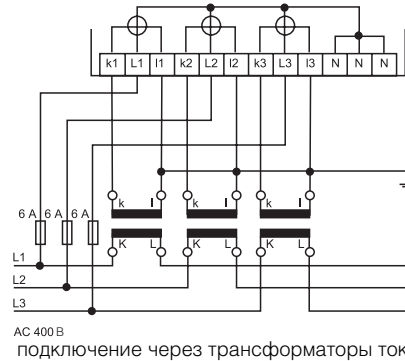 k1 L1 l1 k2 L2 l2 k3 L3 l3 N N N
k l k l k l
6 A 6 A 6 A
K L K L K L
L1
L2
L3
AC 400 В
подключение через трансформаторы ток